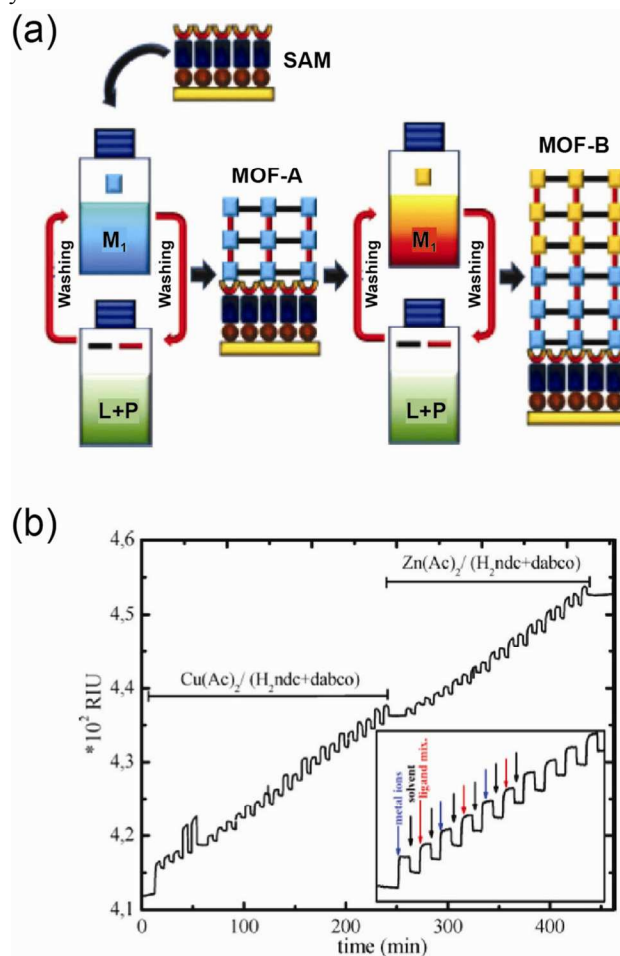 y
(a)
SAM
MOF-A
MOF-B
M₁
Washing
Washing
L+P
M₁
Washing
Washing
L+P
(b)
Zn(Ac)₂/ (H₂ndc+dabco)
Cu(Ac)₂/ (H₂ndc+dabco)
*10² RIU
4,6
4,5
4,4
4,3
4,2
4,1
metal ions
solvent
ligand mix.
0 100 200 300 400
time (min)